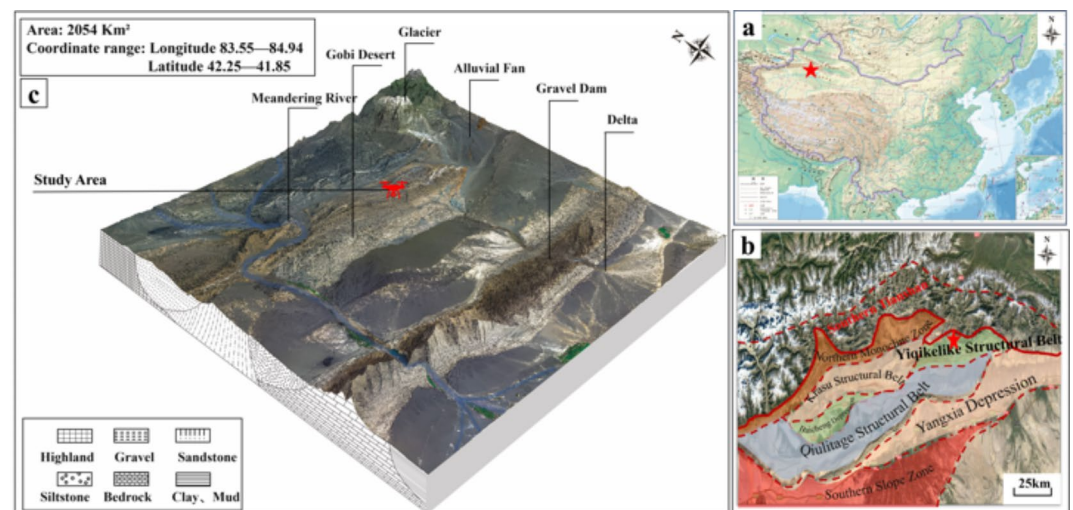 Area: 2054 Km²
Coordinate range: Longitude 83.55—84.94
Latitude 42.25—41.85
c
Glacier
Gobi Desert
Alluvial Fan
Meandering River
Gravel Dam
Delta
Study Area
N
Highland
Gravel
Sandstone
Siltstone
Bedrock
Clay、Mud
a
N
b
N
Northern Monocline Zone
Yiqikelike Structural Belt
Kelasu Structural Belt
Qiulitage Structural Belt
Yangxia Depression
Southern Slope Zone
25km